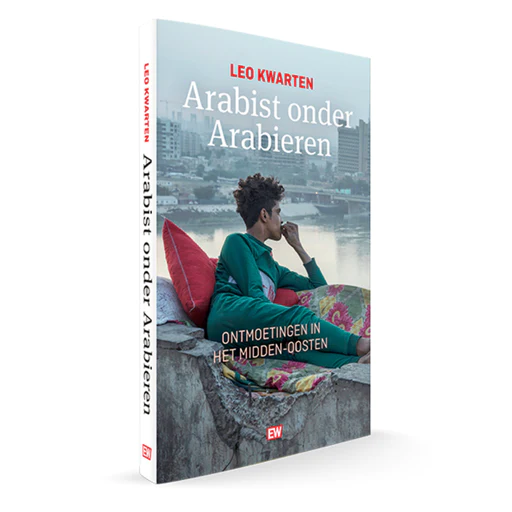 LEO KWARTEN
Arabist onder Arabieren
EW
LEO KWARTEN
Arabist onder
Arabieren
ONTMOETINGEN IN
HET MIDDEN-OOSTEN
EW